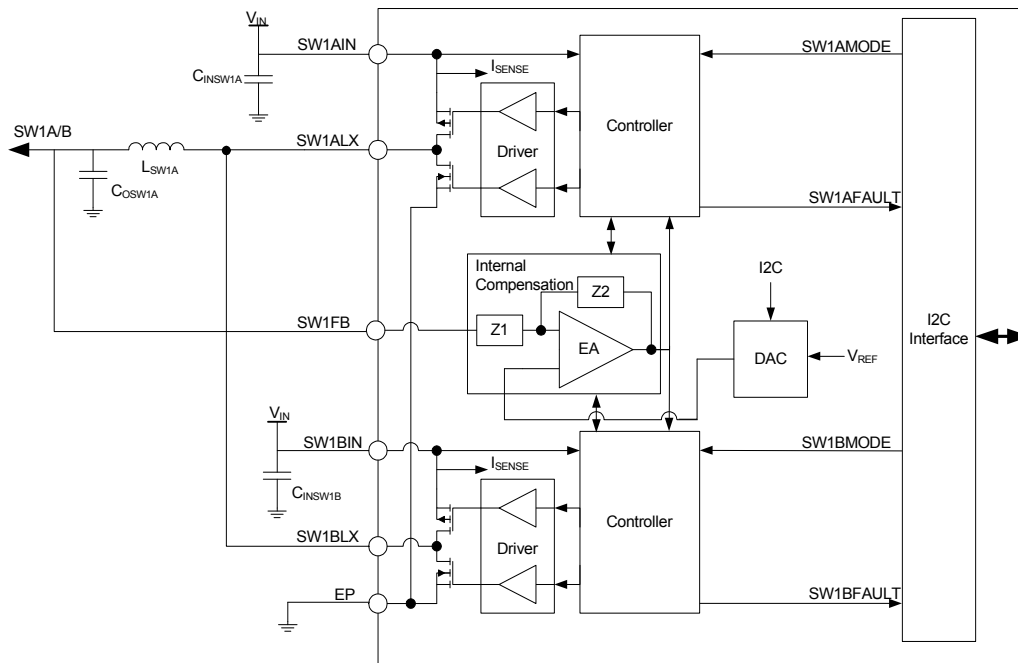 VIN
SW1AIN
CINSW1A
ISENSE
SW1AMODE
Controller
SW1A/B
SW1ALX
LSW1A
COSW1A
Driver
SW1AFAULT
Internal
Compensation
Z2
I2C
SW1FB
Z1
EA
DAC
VREF
I2C
Interface
VIN
SW1BIN
CINSW1B
ISENSE
SW1BMODE
Controller
SW1BLX
Driver
EP
SW1BFAULT